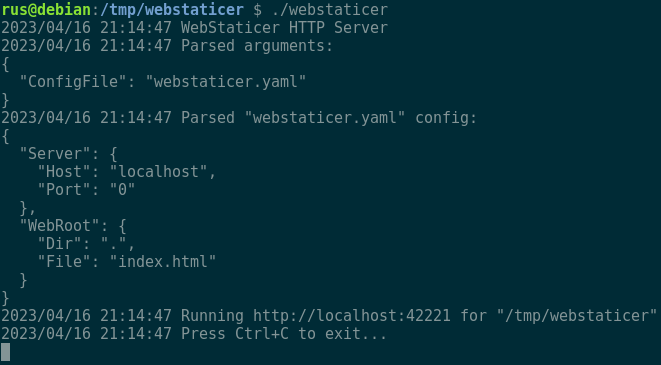 rus@debian:/tmp/webstaticer $ ./webstaticer
2023/04/16 21:14:47 WebStaticer HTTP Server
2023/04/16 21:14:47 Parsed arguments:
{
  "ConfigFile": "webstaticer.yaml"
}
2023/04/16 21:14:47 Parsed "webstaticer.yaml" config:
{
  "Server": {
    "Host": "localhost",
    "Port": "0"
  },
  "WebRoot": {
    "Dir": ".",
    "File": "index.html"
  }
}
2023/04/16 21:14:47 Running http://localhost:42221 for "/tmp/webstaticer"
2023/04/16 21:14:47 Press Ctrl+C to exit...